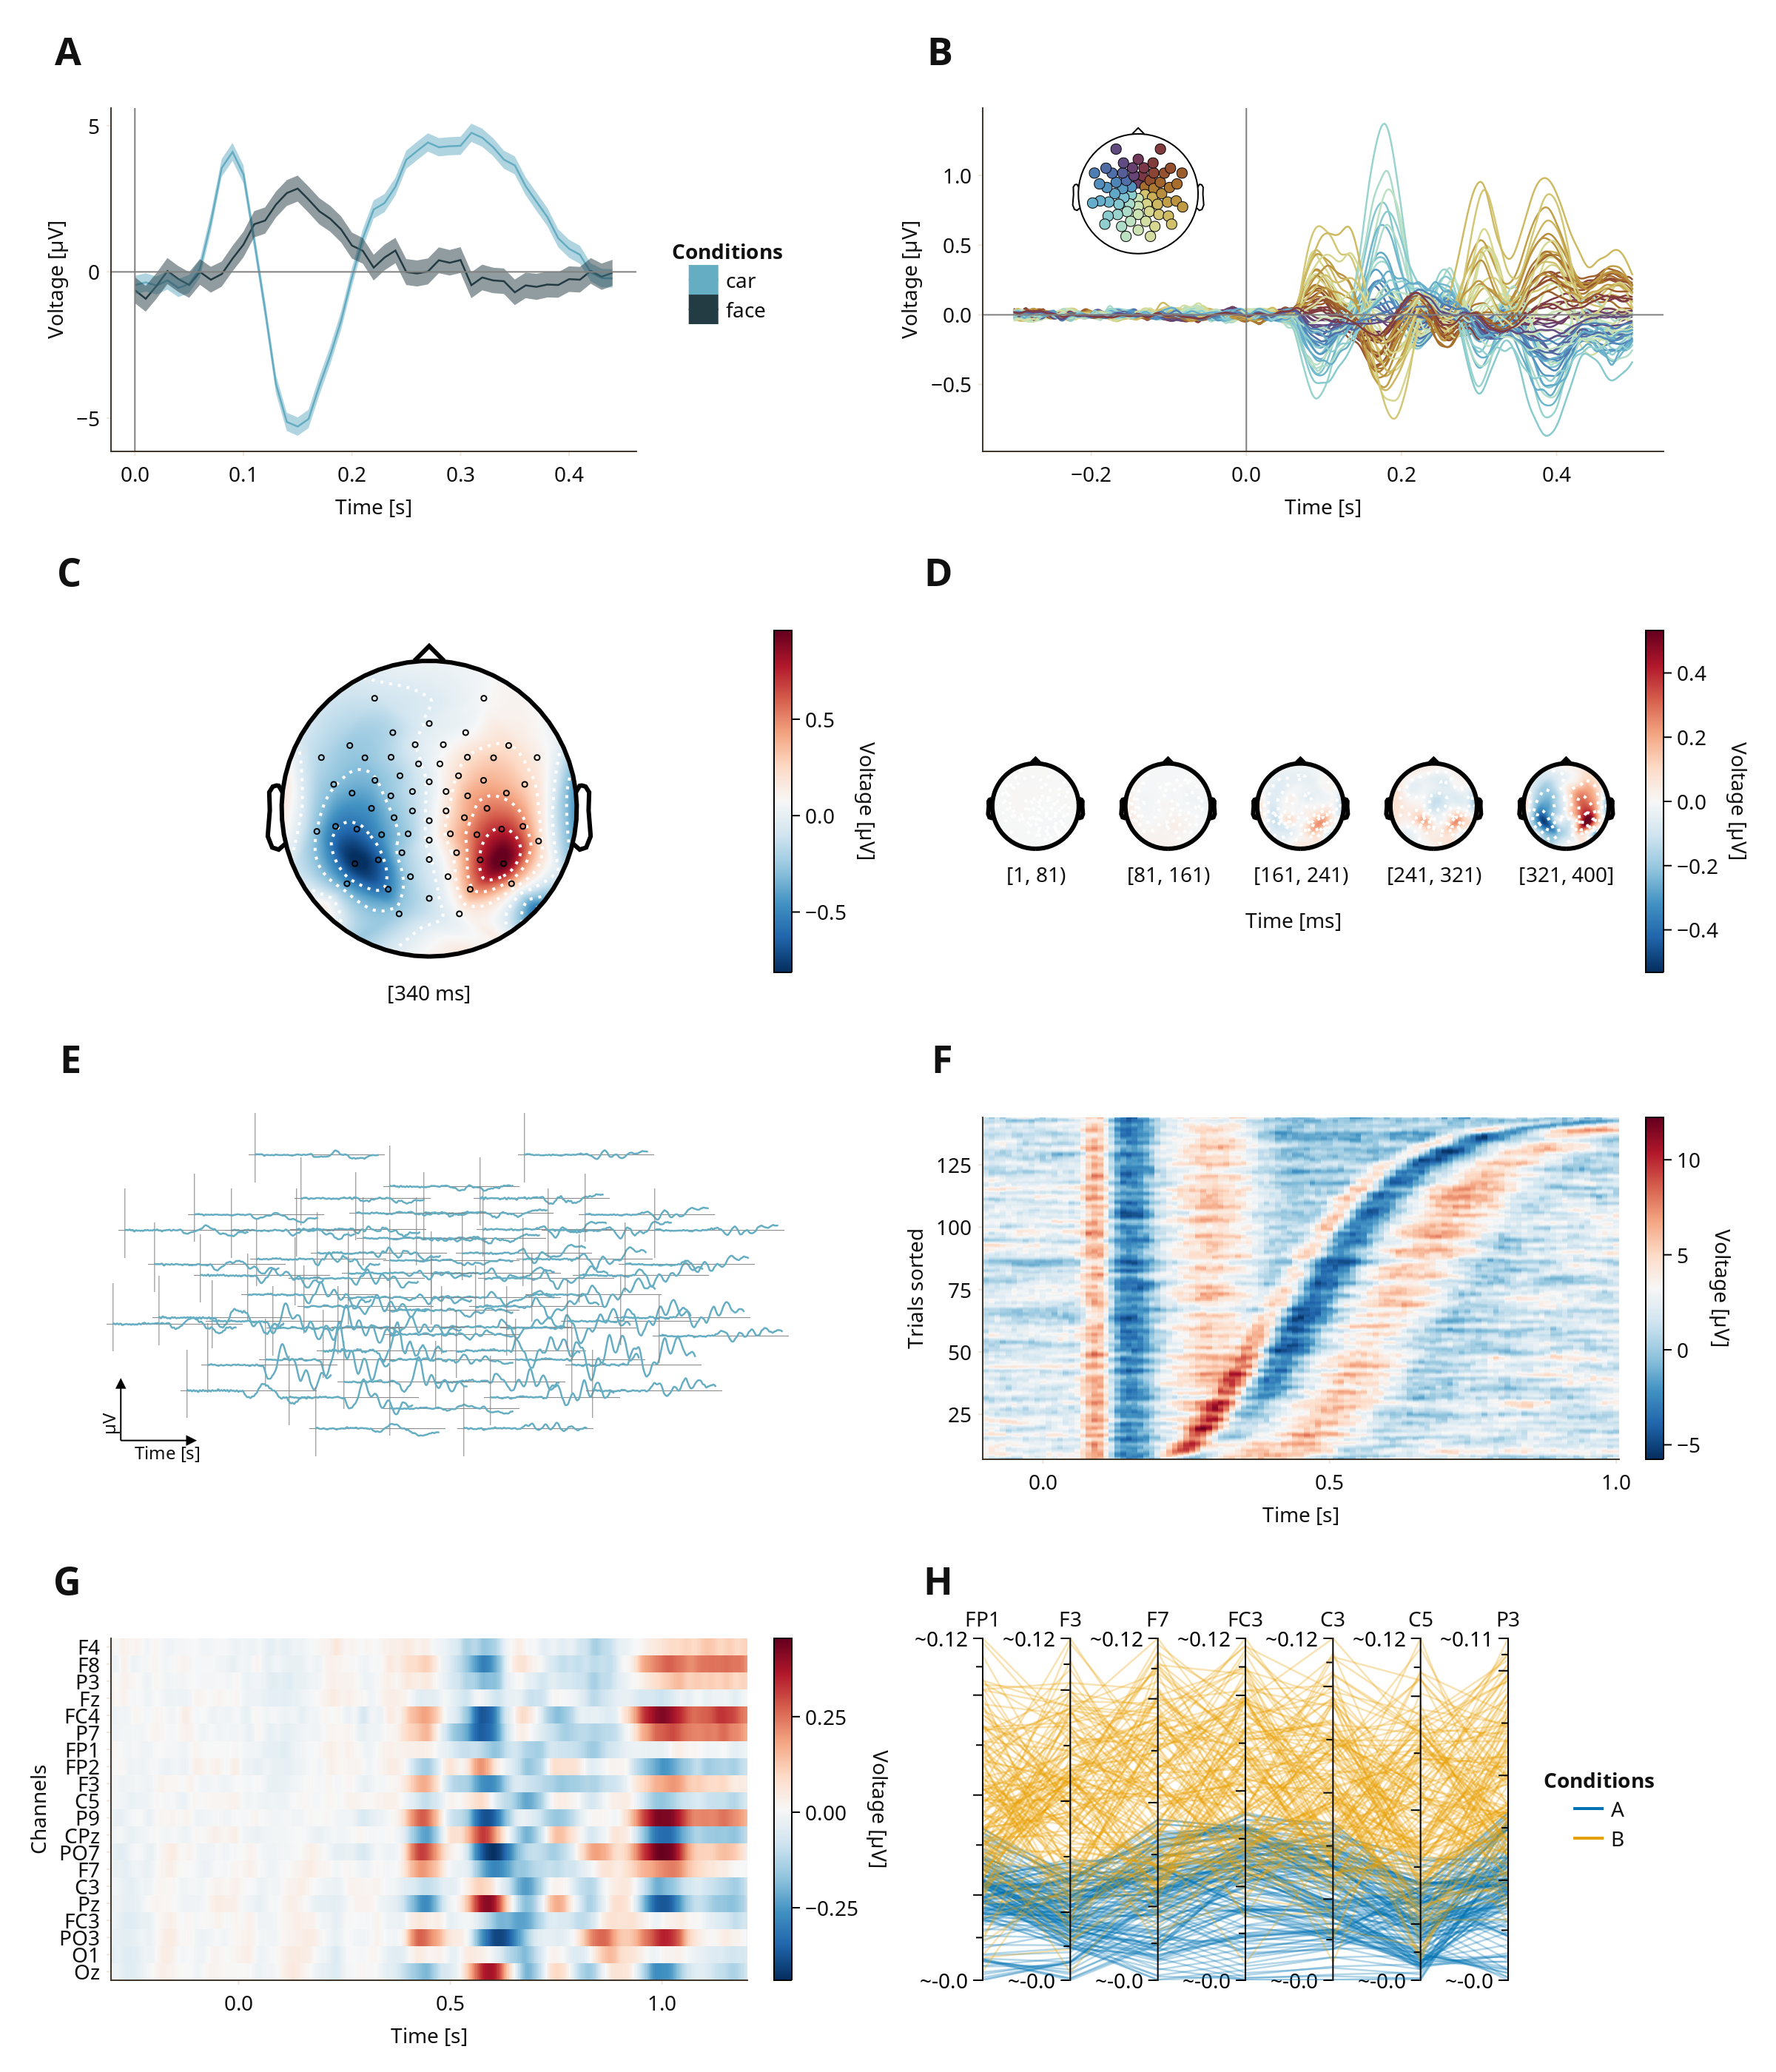 A
5
0
−5
Voltage [µV]
0.0 0.1 0.2 0.3 0.4
Time [s]
Conditions
car
face
B
1.0
0.5
0.0
−0.5
Voltage [µV]
−0.2 0.0 0.2 0.4
Time [s]
C
0.5
0.0
−0.5
Voltage [µV]
[340 ms]
D
[1, 81) [81, 161) [161, 241) [241, 321) [321, 400]
Time [ms]
0.4
0.2
0.0
−0.2
−0.4
Voltage [µV]
E
µV
Time [s]
F
125
100
75
50
25
Trials sorted
0.0 0.5 1.0
Time [s]
10
5
0
−5
Voltage [µV]
G
F4
F8
P3
Fz
FC4
P7
FP1
FP2
F3
C5
P9
CPz
PO7
F7
C3
Pz
FC3
PO3
O1
Oz
Channels
0.0 0.5 1.0
Time [s]
0.25
0.00
−0.25
Voltage [µV]
H
FP1 F3 F7 FC3 C3 C5 P3
~0.12 ~0.12 ~0.12 ~0.12 ~0.12 ~0.12 ~0.11
~-0.0 ~-0.0 ~-0.0 ~-0.0 ~-0.0 ~-0.0 ~-0.0
Conditions
A
B